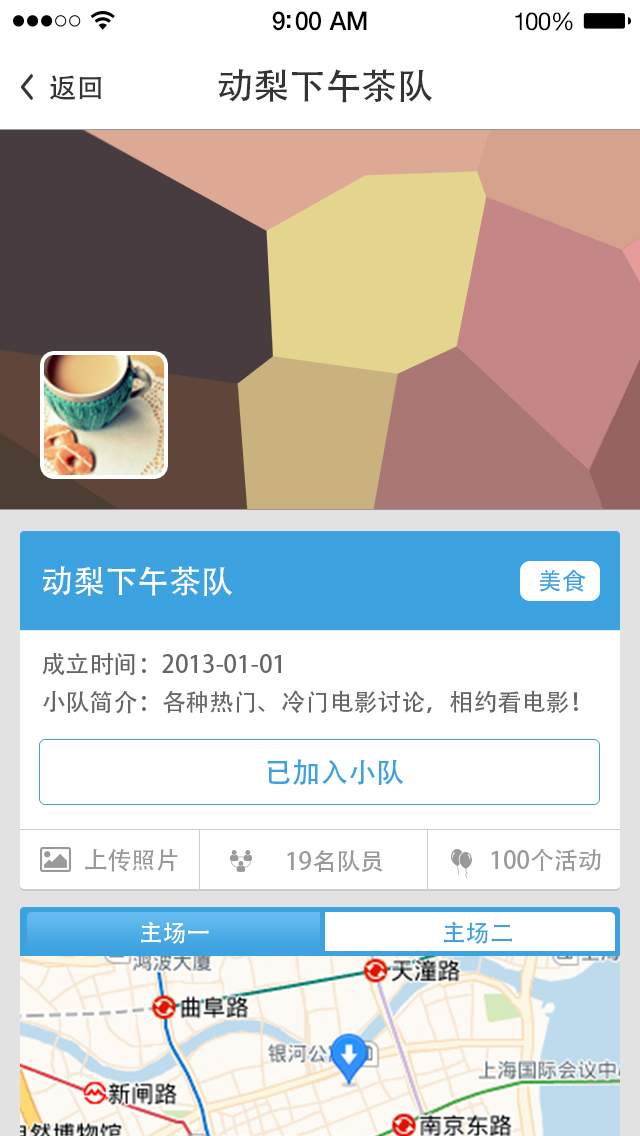 9:00 AM 100%
返回 动梨下午茶队
动梨下午茶队 美食
成立时间：2013-01-01
小队简介：各种热门、冷门电影讨论，相约看电影！
已加入小队
上传照片 19名队员 100个活动
主场一 主场二
鸿波大厦
天潼路
曲阜路
银河公
上海国际会议中
新闸路
南京东路
自然博物馆